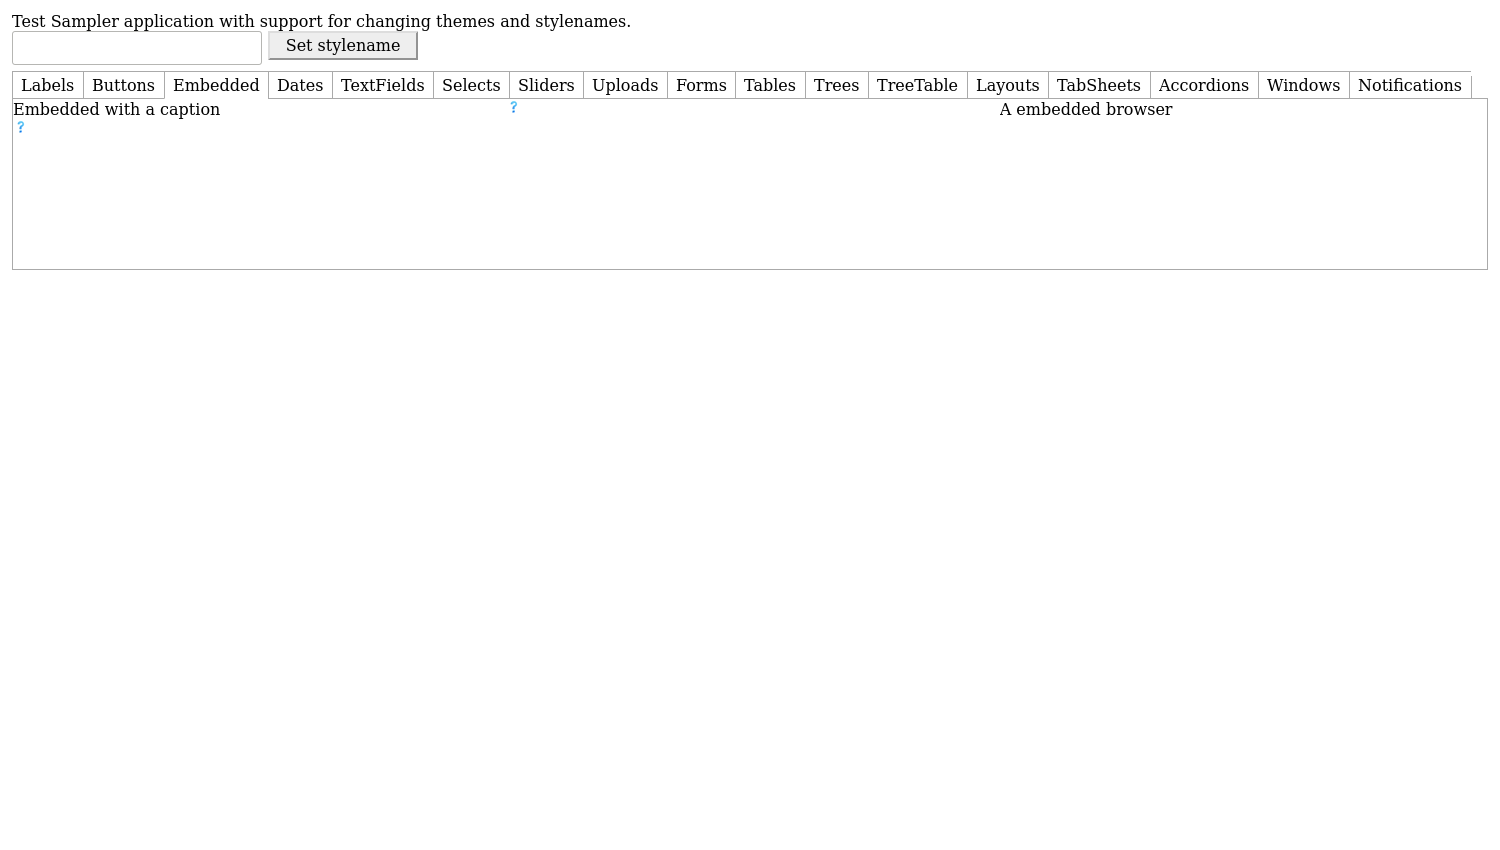 Test Sampler application with support for changing themes and stylenames.
Set stylename
Labels Buttons Embedded Dates TextFields Selects Sliders Uploads Forms Tables Trees TreeTable Layouts TabSheets Accordions Windows Notifications
Embedded with a caption ? A embedded browser
?